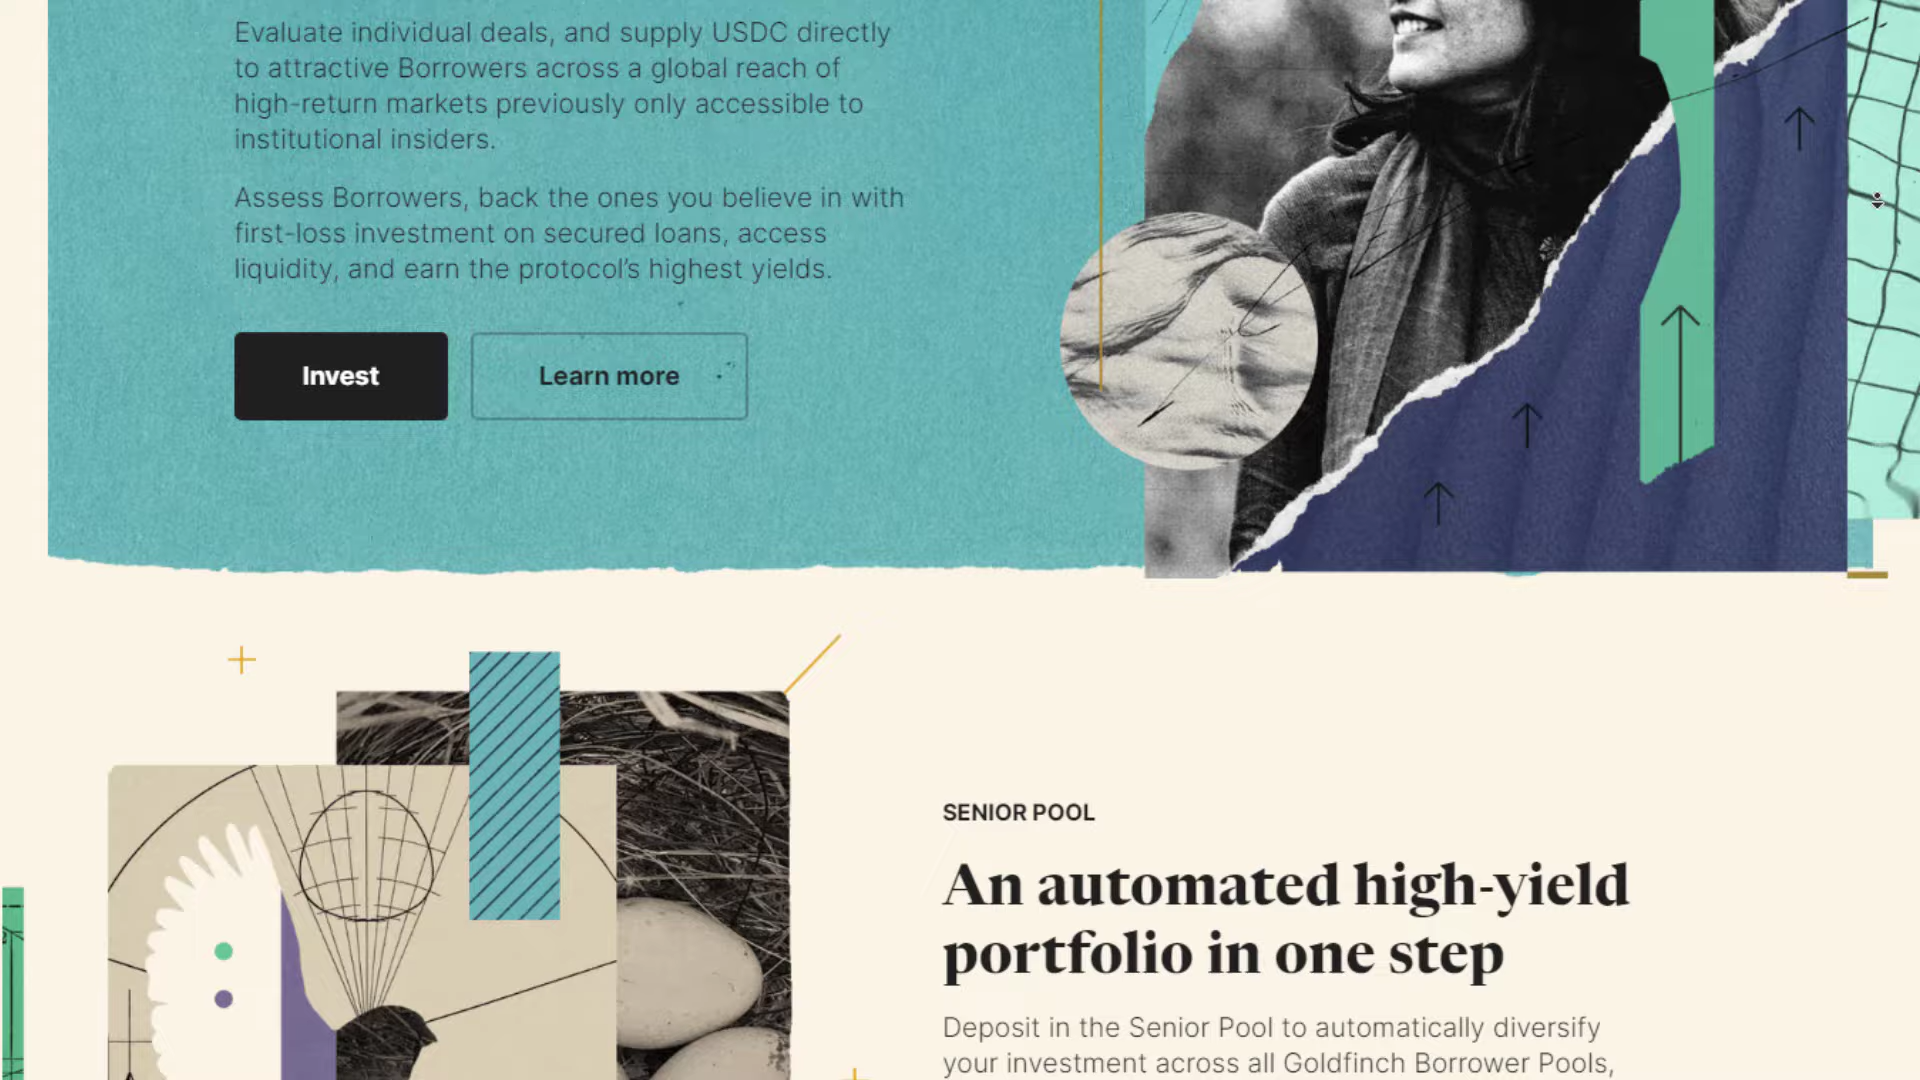 Evaluate individual deals, and supply USDC directly
to attractive Borrowers across a global reach of
high-return markets previously only accessible to
institutional insiders.
Assess Borrowers, back the ones you believe in with
first-loss investment on secured loans, access
liquidity, and earn the protocol’s highest yields.
Invest
Learn more
SENIOR POOL
An automated high-yield
portfolio in one step
Deposit in the Senior Pool to automatically diversify
your investment across all Goldfinch Borrower Pools,